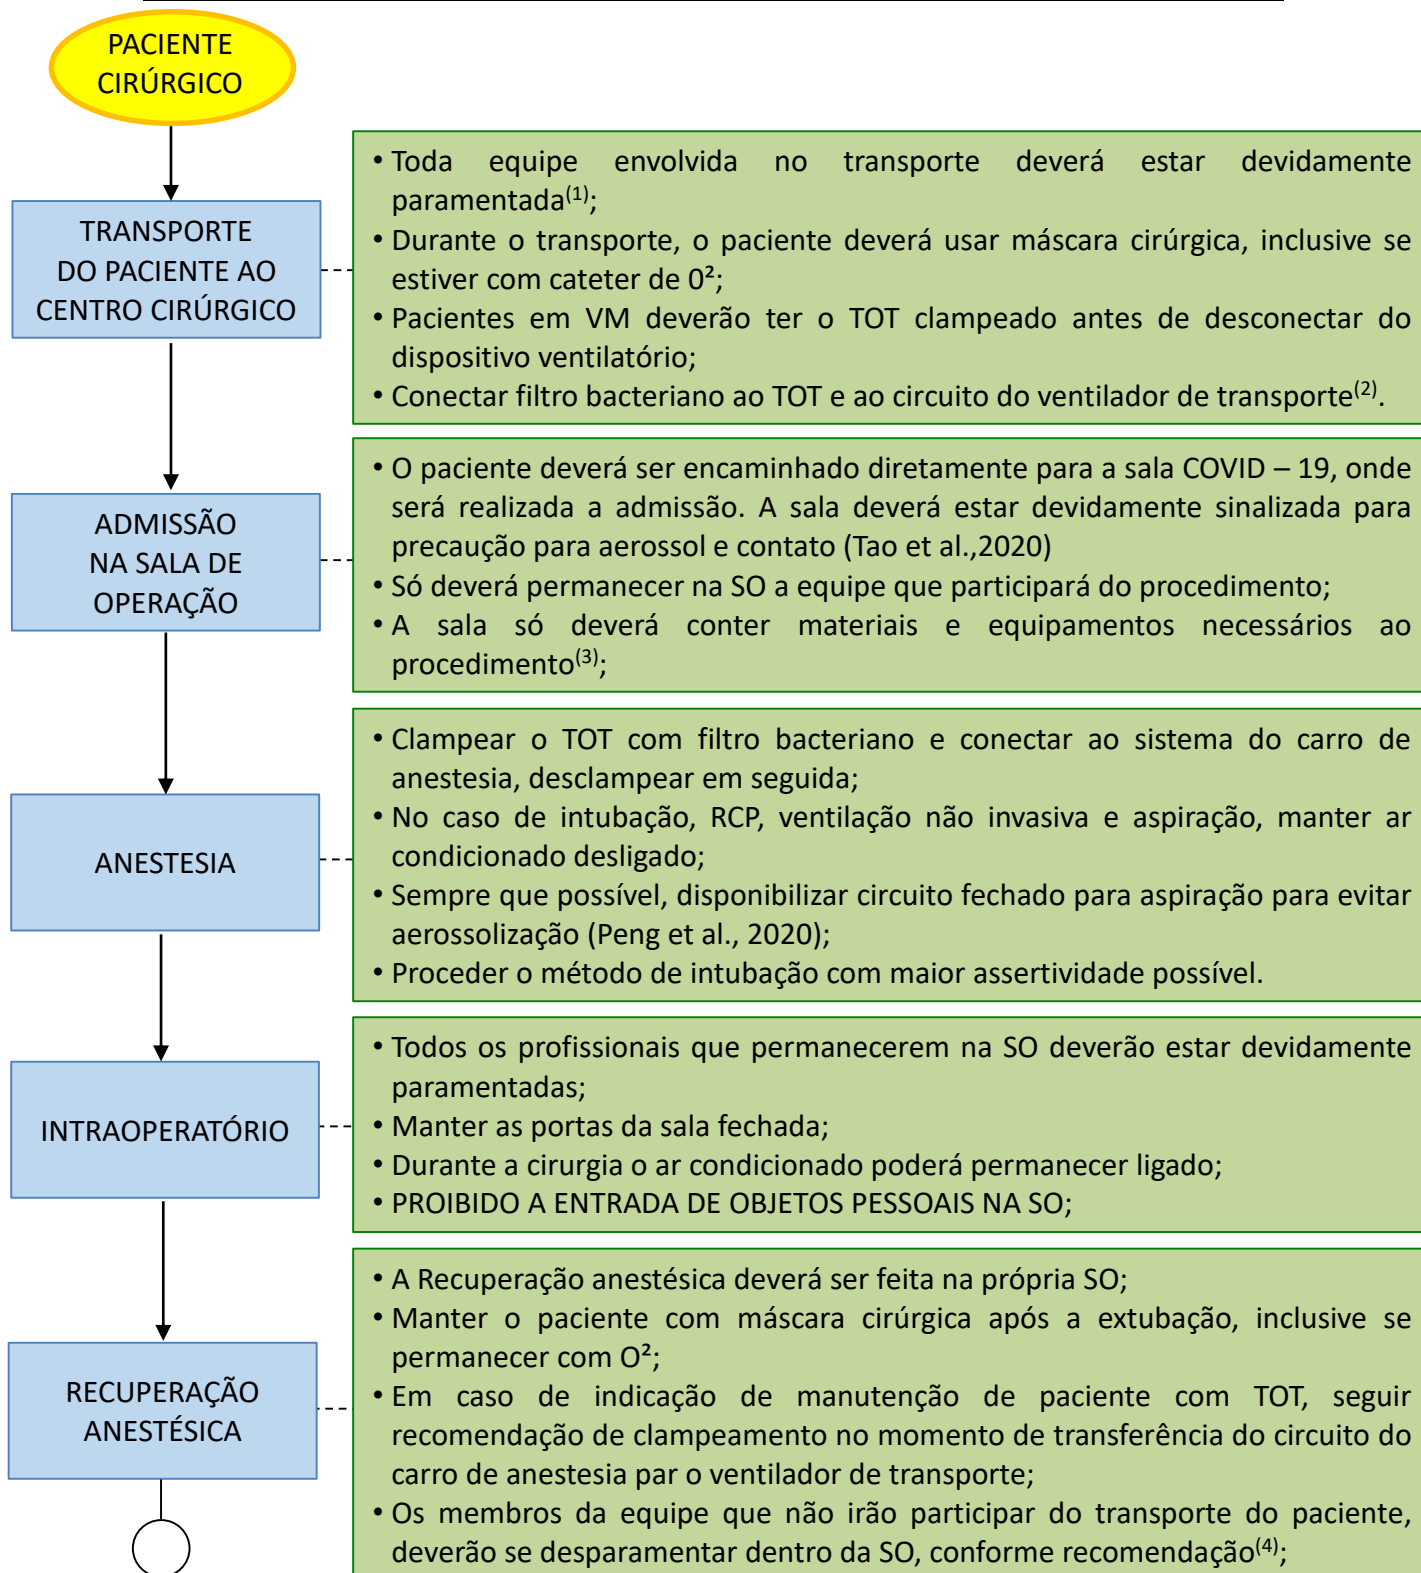 PACIENTE
CIRÚRGICO
TRANSPORTE
DO PACIENTE AO
CENTRO CIRÚRGICO
• Toda equipe envolvida no transporte deverá estar devidamente
paramentada⁽¹⁾;
• Durante o transporte, o paciente deverá usar máscara cirúrgica, inclusive se
estiver com cateter de 0²;
• Pacientes em VM deverão ter o TOT clampeado antes de desconectar do
dispositivo ventilatório;
• Conectar filtro bacteriano ao TOT e ao circuito do ventilador de transporte⁽²⁾.
ADMISSÃO
NA SALA DE
OPERAÇÃO
• O paciente deverá ser encaminhado diretamente para a sala COVID – 19, onde
será realizada a admissão. A sala deverá estar devidamente sinalizada para
precaução para aerossol e contato (Tao et al.,2020)
• Só deverá permanecer na SO a equipe que participará do procedimento;
• A sala só deverá conter materiais e equipamentos necessários ao
procedimento⁽³⁾;
ANESTESIA
• Clampear o TOT com filtro bacteriano e conectar ao sistema do carro de
anestesia, desclampear em seguida;
• No caso de intubação, RCP, ventilação não invasiva e aspiração, manter ar
condicionado desligado;
• Sempre que possível, disponibilizar circuito fechado para aspiração para evitar
aerossolização (Peng et al., 2020);
• Proceder o método de intubação com maior assertividade possível.
INTRAOPERATÓRIO
• Todos os profissionais que permanecerem na SO deverão estar devidamente
paramentadas;
• Manter as portas da sala fechada;
• Durante a cirurgia o ar condicionado poderá permanecer ligado;
• PROIBIDO A ENTRADA DE OBJETOS PESSOAIS NA SO;
RECUPERAÇÃO
ANESTÉSICA
• A Recuperação anestésica deverá ser feita na própria SO;
• Manter o paciente com máscara cirúrgica após a extubação, inclusive se
permanecer com O²;
• Em caso de indicação de manutenção de paciente com TOT, seguir
recomendação de clampeamento no momento de transferência do circuito do
carro de anestesia par o ventilador de transporte;
• Os membros da equipe que não irão participar do transporte do paciente,
deverão se desparamentar dentro da SO, conforme recomendação⁽⁴⁾;